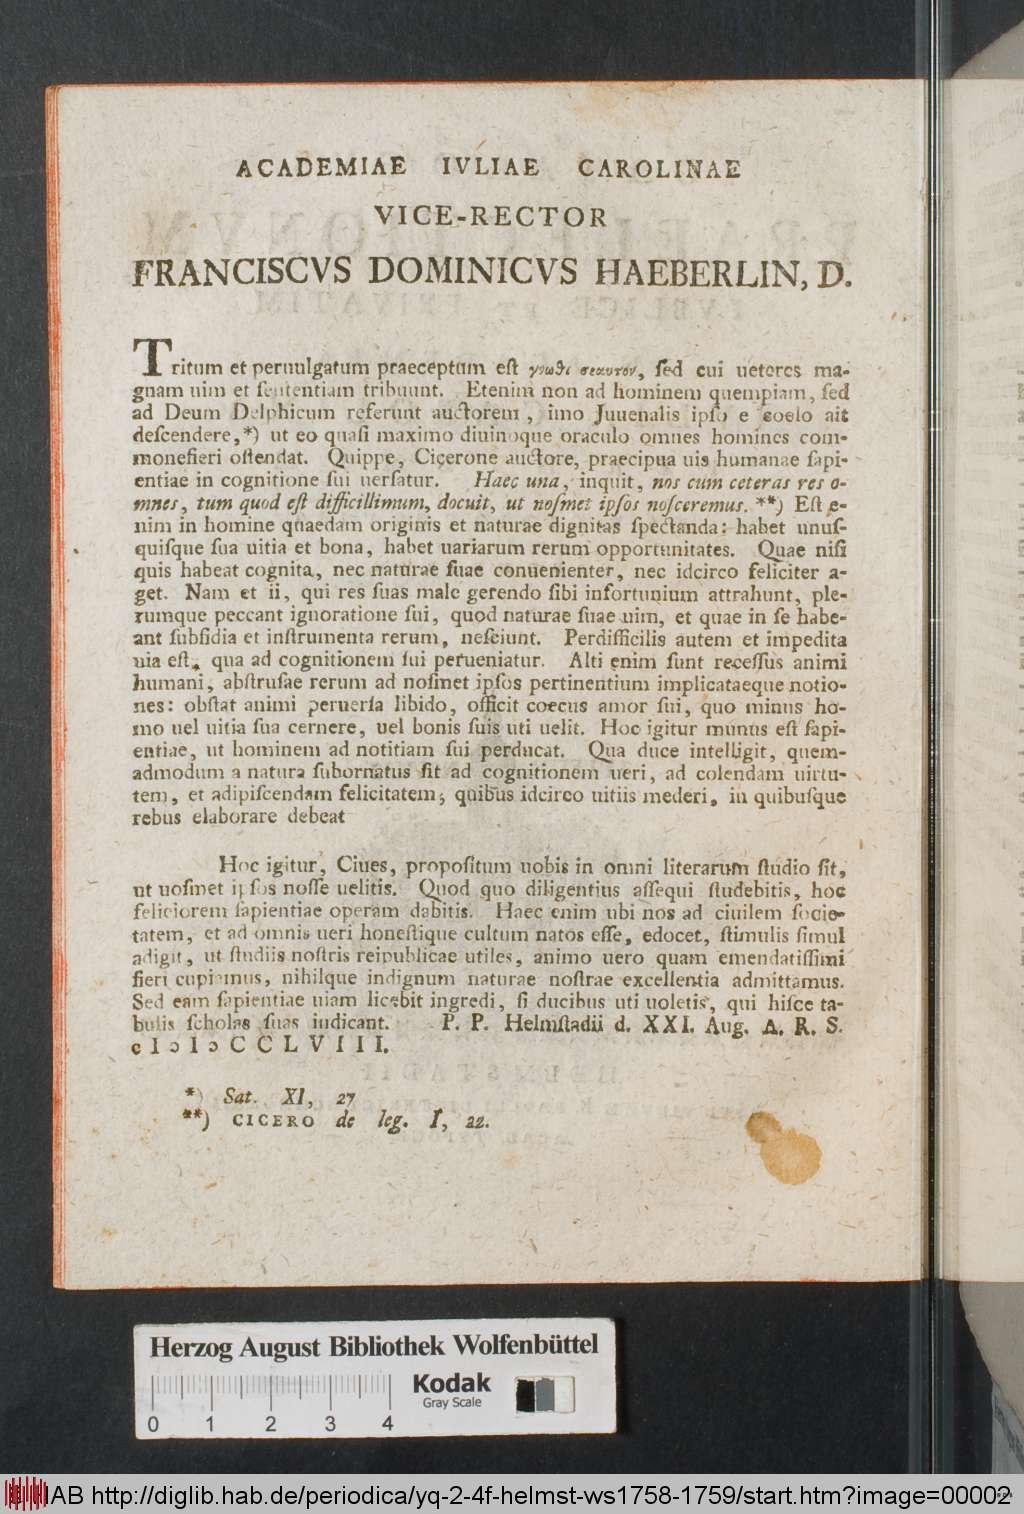 ACADEMIAE IVLIAE CAROLINAE
VICE-RECTOR
FRANCISCVS DOMINICVS HAEBERLIN, D.
Tritum et peruulgatum praeceptum eſt γνωθι σεαυτον, ſed cui ueteres ma-
gnam uim et ſententiam tribuunt. Etenim non ad hominem quempiam, ſed
ad Deum Delphicum referunt auctorem, imo Juuenalis ipſo e coelo ait
deſcendere,*) ut eo quaſi maximo diuinoque oraculo omnes homines com-
monefieri oſtendat. Quippe, Cicerone auctore, praecipua uis humanae ſapi-
entiae in cognitione ſui uerſatur. Haec una, inquit, nos cum ceteras res o-
mnes, tum quod eſt difficillimum, docuit, ut noſmet ipſos noſceremus. **) Eſt e-
nim in homine quaedam originis et naturae dignitas ſpectanda: habet unuſ-
quiſque ſua uitia et bona, habet uariarum rerum opportunitates. Quae niſi
quis habeat cognita, nec naturae ſuae conuenienter, nec idcirco feliciter a-
get. Nam et ii, qui res ſuas male gerendo ſibi infortunium attrahunt, ple-
rumque peccant ignoratione ſui, quod naturae ſuae uim, et quae in ſe habe-
ant ſubſidia et inſtrumenta rerum, neſciunt. Perdifficilis autem et impedita
uia eſt, qua ad cognitionem ſui perueniatur. Alti enim ſunt receſſus animi
humani, abſtruſae rerum ad noſmet ipſos pertinentium implicataeque notio-
nes: obſtat animi peruerſa libido, officit coecus amor ſui, quo minus ho-
mo uel uitia ſua cernere, uel bonis ſuis uti uelit. Hoc igitur munus eſt ſapi-
entiae, ut hominem ad notitiam ſui perducat. Qua duce intelligit, quem-
admodum a natura ſubornatus ſit ad cognitionem ueri, ad colendam uirtu-
tem, et adipiſcendam felicitatem; quibus idcirco uitiis mederi, in quibuſque
rebus elaborare debeat
Hoc igitur, Ciues, propoſitum uobis in omni literarum ſtudio ſit,
ut uoſmet ipſos noſſe uelitis. Quod quo diligentius aſſequi ſtudebitis, hoc
feliciorem ſapientiae operam dabitis. Haec enim ubi nos ad ciuilem ſocie-
tatem, et ad omnis ueri honeſtique cultum natos eſſe, edocet, ſtimulis ſimul
adigit, ut ſtudiis noſtris reipublicae utiles, animo uero quam emendatiſſimi
fieri cupiamus, nihilque indignum naturae noſtrae excellentia admittamus.
Sed eam ſapientiae uiam licebit ingredi, ſi ducibus uti uoletis, qui hiſce ta-
bulis ſcholas ſuas indicant. P. P. Helmſtadii d. XXI. Aug. A. R. S.
cIɔIɔCCLVIII.
*) Sat. XI, 27
**) CICERO de leg. I, 22.
Herzog August Bibliothek Wolfenbüttel
Kodak
Gray Scale
0 1 2 3 4
HAB http://diglib.hab.de/periodica/yq-2-4f-helmst-ws1758-1759/start.htm?image=00002